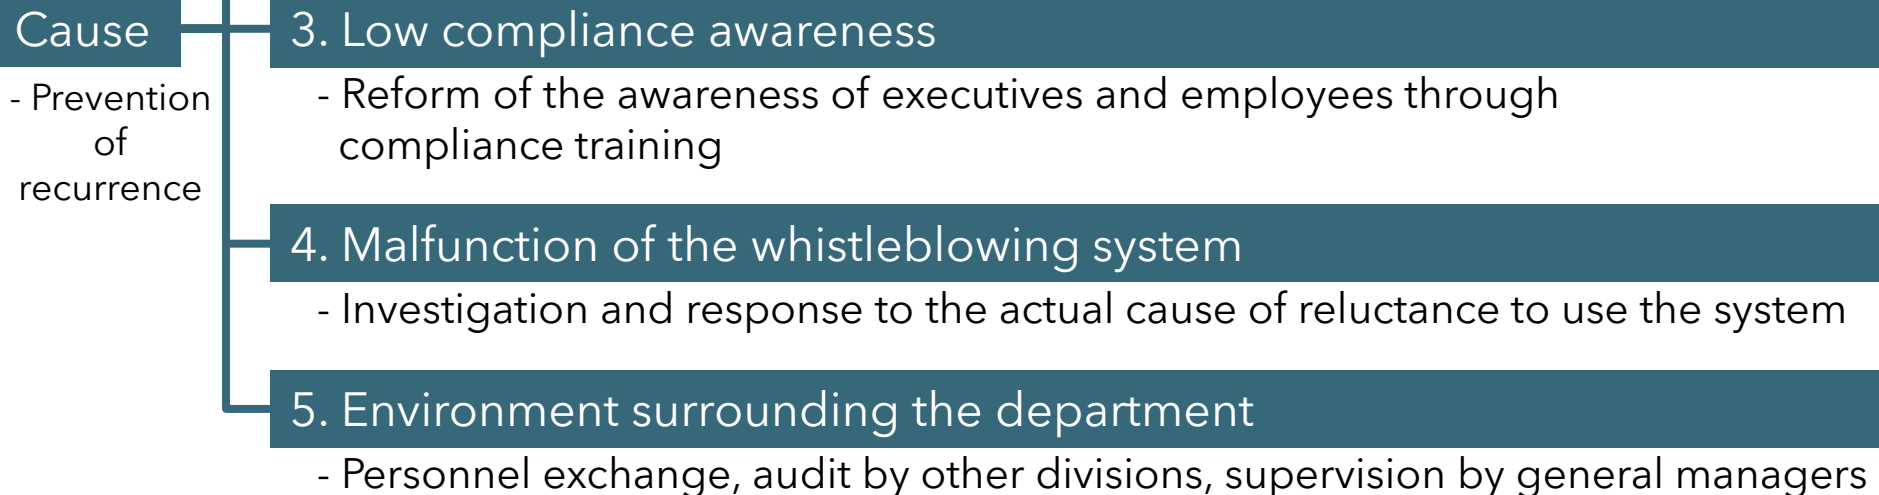 Cause
- Prevention
of
recurrence
3. Low compliance awareness
- Reform of the awareness of executives and employees through
compliance training
4. Malfunction of the whistleblowing system
- Investigation and response to the actual cause of reluctance to use the system
5. Environment surrounding the department
- Personnel exchange, audit by other divisions, supervision by general managers